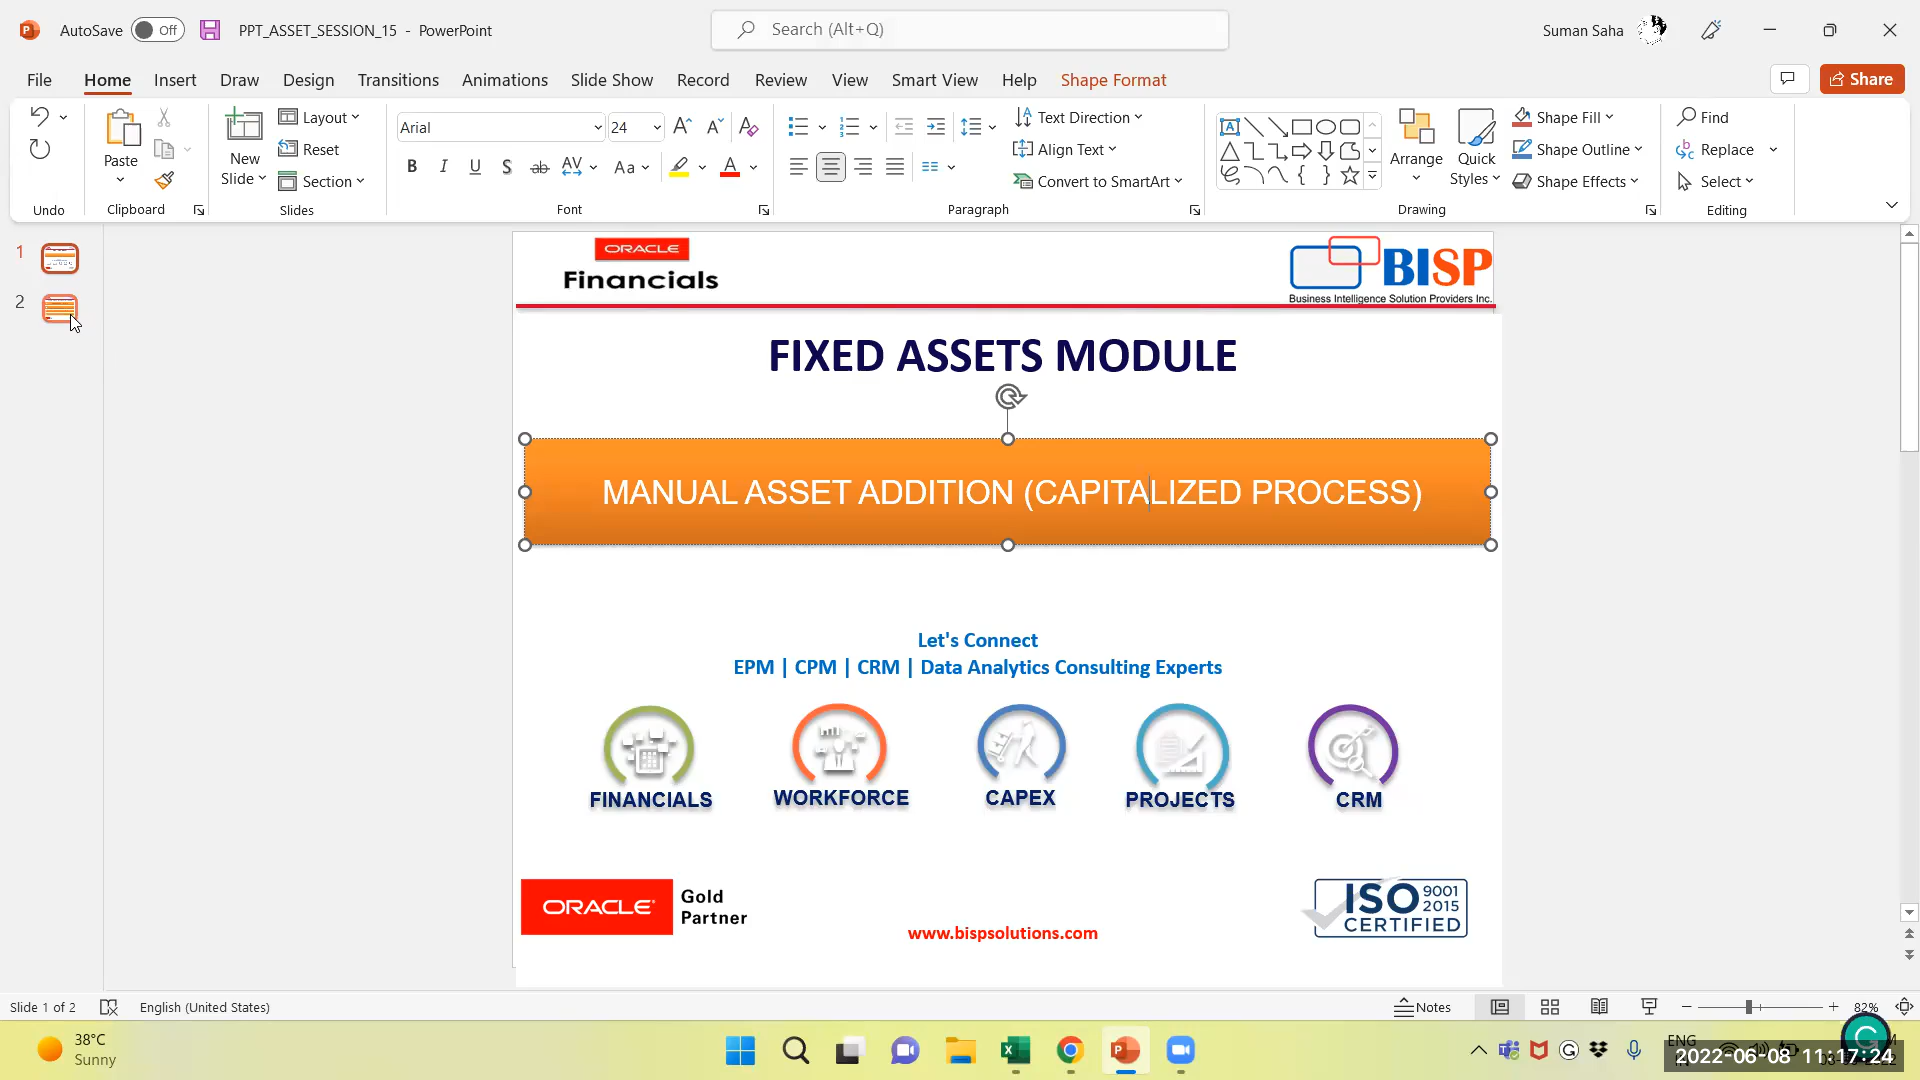 AutoSave Off PPT_ASSET_SESSION_15 - PowerPoint Search (Alt+Q) Suman Saha
File Home Insert Draw Design Transitions Animations Slide Show Record Review View Smart View Help Shape Format Share
Paste
New Slide
Layout
Reset
Section
Arial 24
B I U S ab AV Aa A
Text Direction
Align Text
Convert to SmartArt
Arrange
Quick Styles
Shape Fill
Shape Outline
Shape Effects
Find
Replace
Select
Undo Clipboard Slides Font Paragraph Drawing Editing
1
2
ORACLE
Financials
BISP
Business Intelligence Solution Providers Inc.
FIXED ASSETS MODULE
MANUAL ASSET ADDITION (CAPITALIZED PROCESS)
Let's Connect
EPM | CPM | CRM | Data Analytics Consulting Experts
FINANCIALS WORKFORCE CAPEX PROJECTS CRM
ORACLE Gold
Partner
www.bispsolutions.com
ISO 9001
2015
CERTIFIED
Slide 1 of 2 English (United States) Notes 82%
38°C
Sunny
ENG
2022-06-08 11:17:24